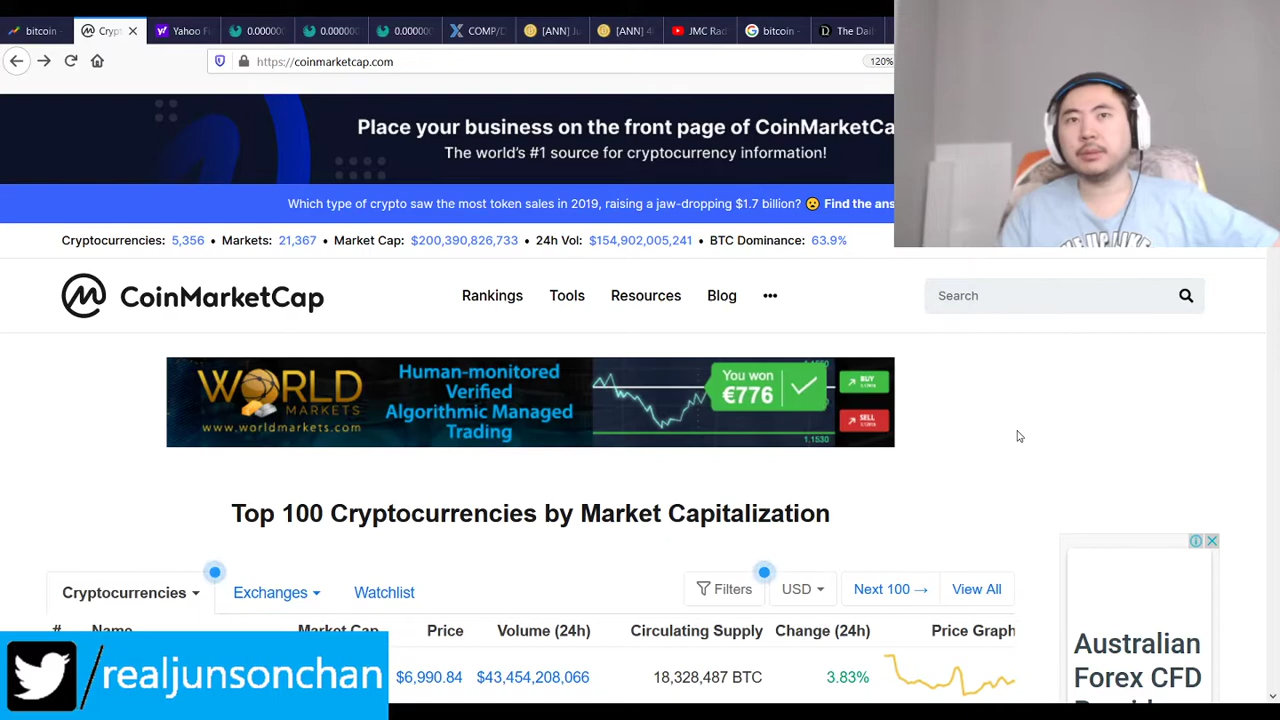 bitcoin
Crypt
Yahoo Fi
0.00000
0.00000
0.00000
COMP/D
[ANN] Ju
[ANN] 4
JMC Rad
bitcoin -
The Dail
https://coinmarketcap.com
120%
Place your business on the front page of CoinMarketCa
The world's #1 source for cryptocurrency information!
Which type of crypto saw the most token sales in 2019, raising a jaw-dropping $1.7 billion? 😧 Find the ans
Cryptocurrencies: 5,356 • Markets: 21,367 • Market Cap: $200,390,826,733 • 24h Vol: $154,902,005,241 • BTC Dominance: 63.9%
CoinMarketCap
Rankings
Tools
Resources
Blog
•••
Search
WORLD
MARKETS
www.worldmarkets.com
Human-monitored
Verified
Algorithmic Managed
Trading
You won
€776
BUY
SELL
1.1530
Top 100 Cryptocurrencies by Market Capitalization
Cryptocurrencies
Exchanges
Watchlist
Filters
USD
Next 100 →
View All
# Name Market Cap Price Volume (24h) Circulating Supply Change (24h) Price Graph
$6,990.84 $43,454,208,066 18,328,487 BTC 3.83%
/realjunsonchan
Australian
Forex CFD